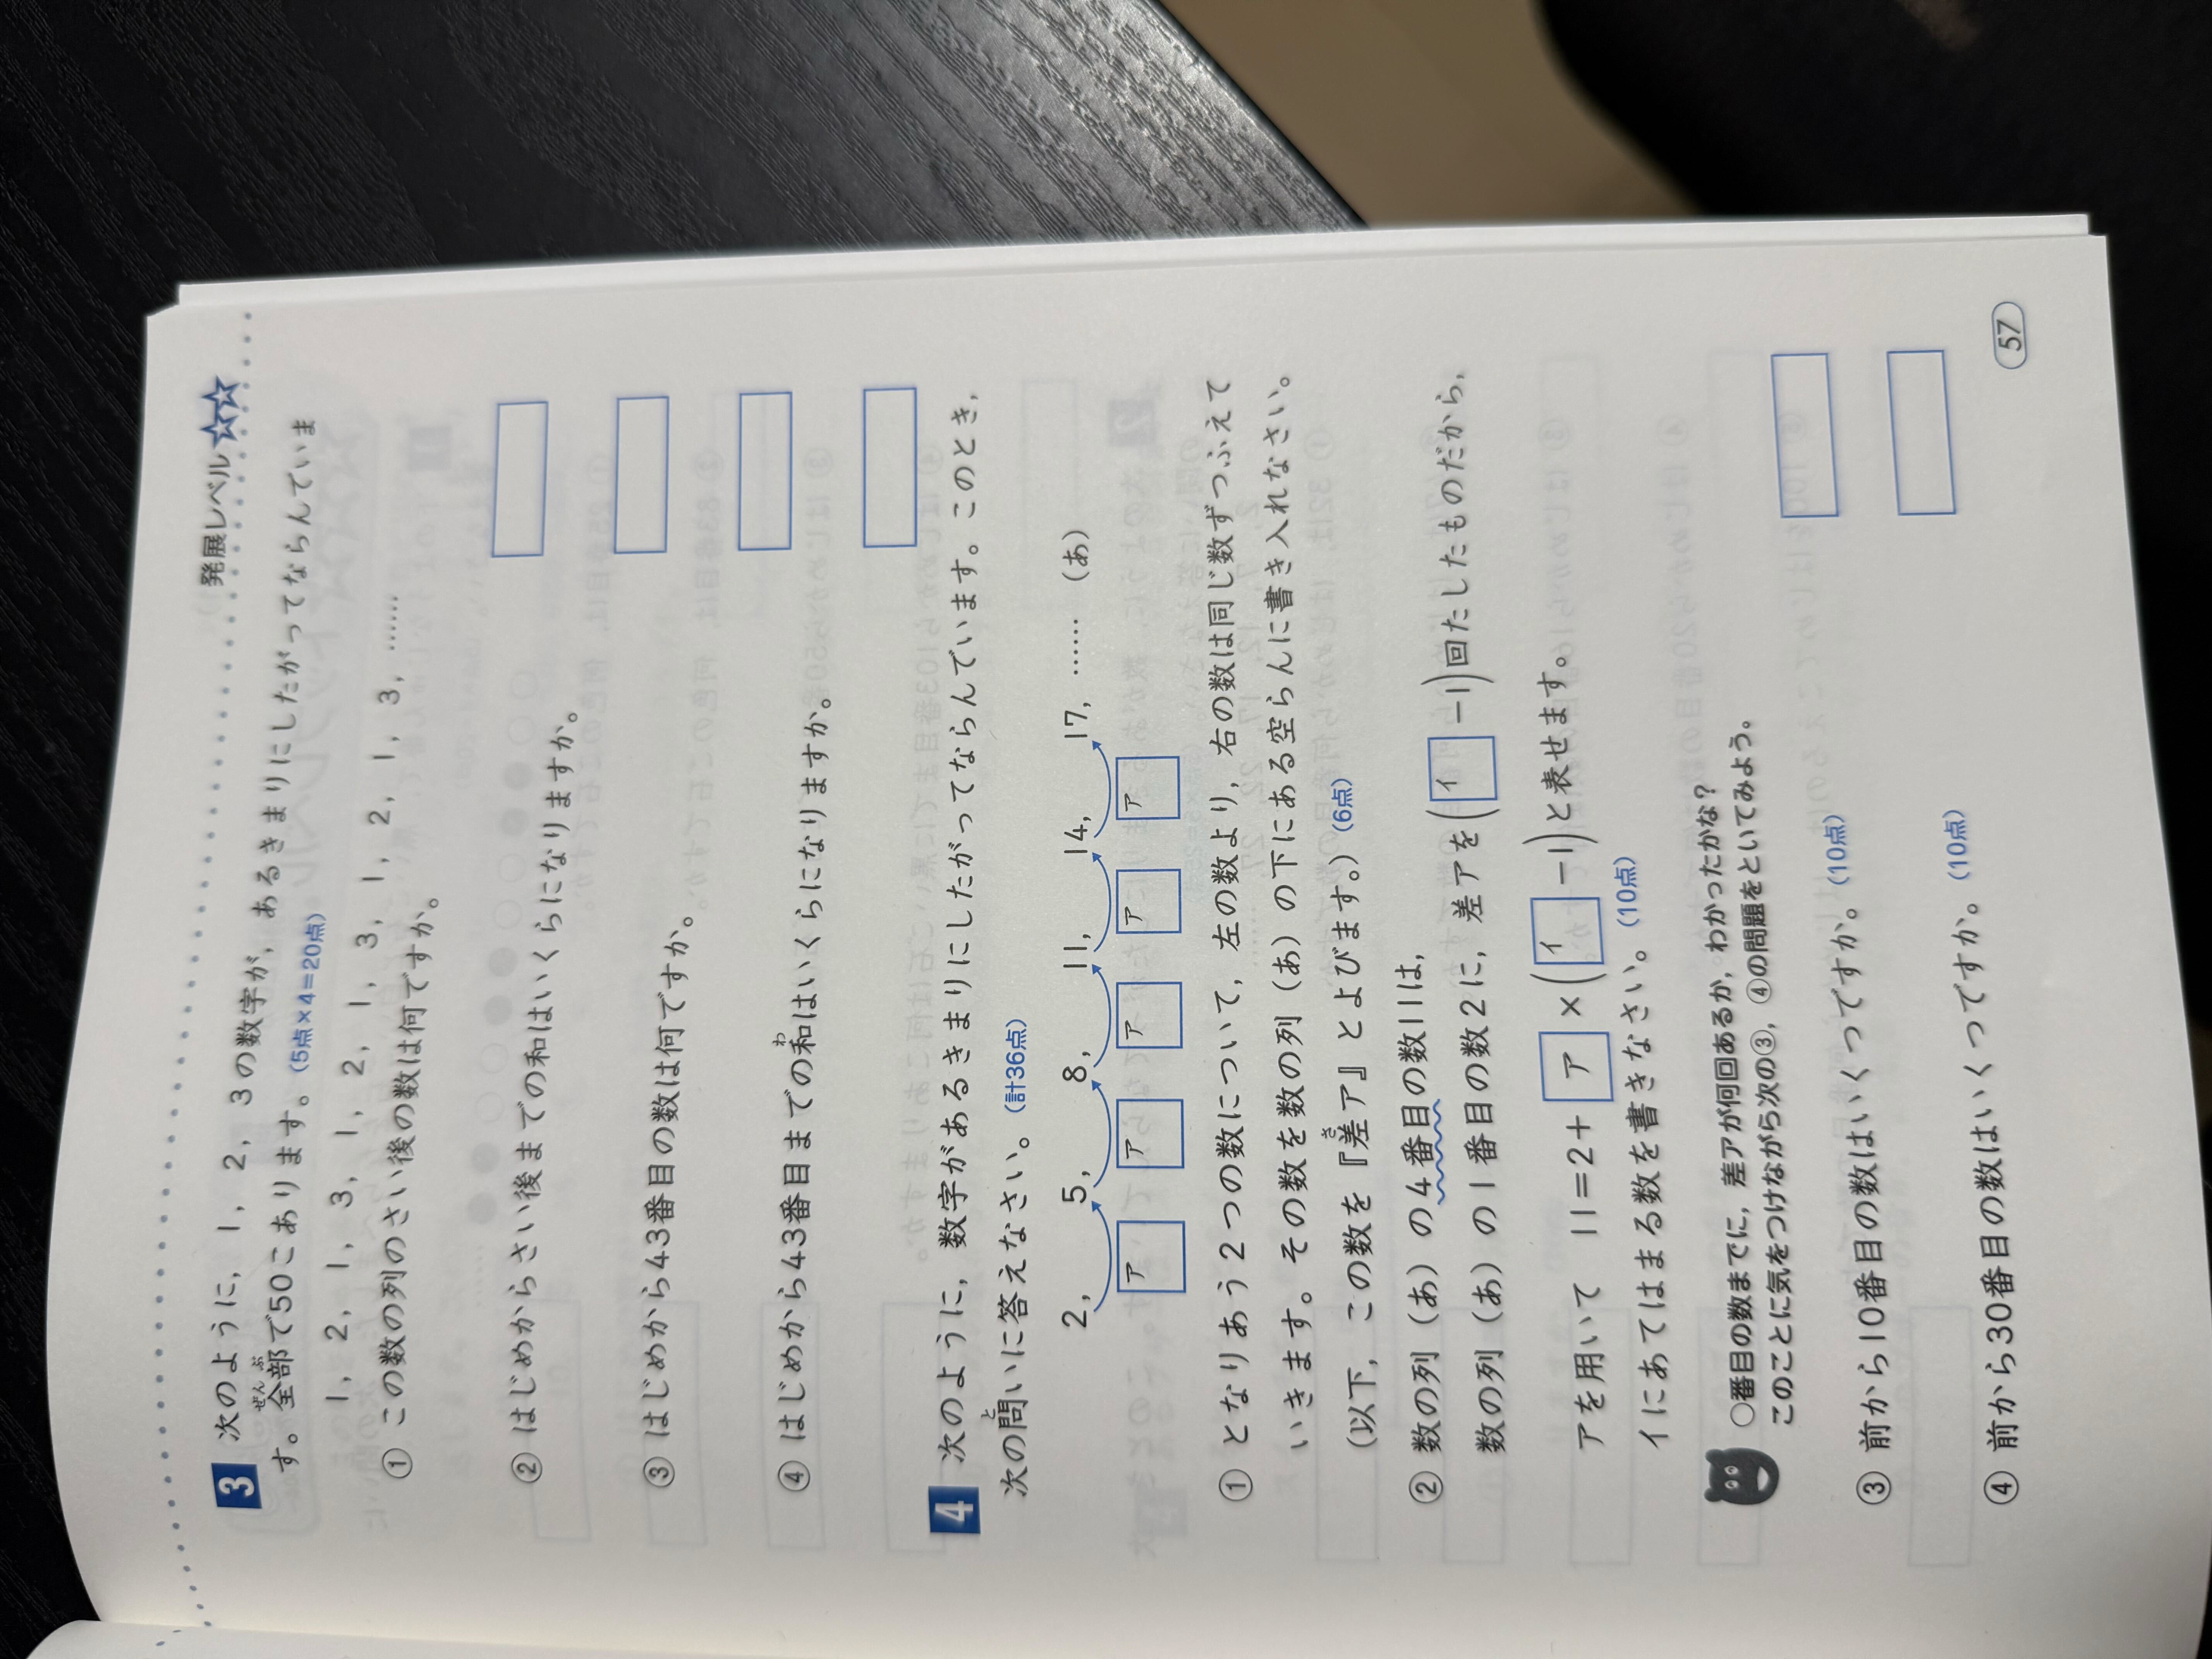 発展レベル☆☆
3 次のように，1，2，3の数字が，あるきまりにしたがってならんでいま
す。全部で50こあります。（5点×4＝20点）
1，2，1，3，1，2，1，3，1，2，1，3，……
① この数の列のさい後の数は何ですか。
② はじめからさい後までの和はいくらになりますか。
③ はじめから43番目の数は何ですか。
④ はじめから43番目までの和はいくらになりますか。
4 次のように，数字があるきまりにしたがってならんでいます。このとき，
次の問いに答えなさい。（計36点）
2，5，8，11，14，17，……（あ）
ア ア ア ア ア
① となりあう2つの数について，左の数より，右の数は同じ数ずつふえて
いきます。その数を数の列（あ）の下にある空らんに書き入れなさい。
（以下，この数を『差ア』とよびます。）（6点）
② 数の列（あ）の4番目の数11は，
数の列（あ）の1番目の数2に，差アを（イ－1）回たしたものだから，
アを用いて 11＝2＋ア×（イ－1）と表せます。
イにあてはまる数を書きなさい。（10点）
○番目の数までに，差アが何回あるか，わかったかな？
このことに気をつけながら次の③，④の問題をといてみよう。
③ 前から10番目の数はいくつですか。（10点）
④ 前から30番目の数はいくつですか。（10点）
57